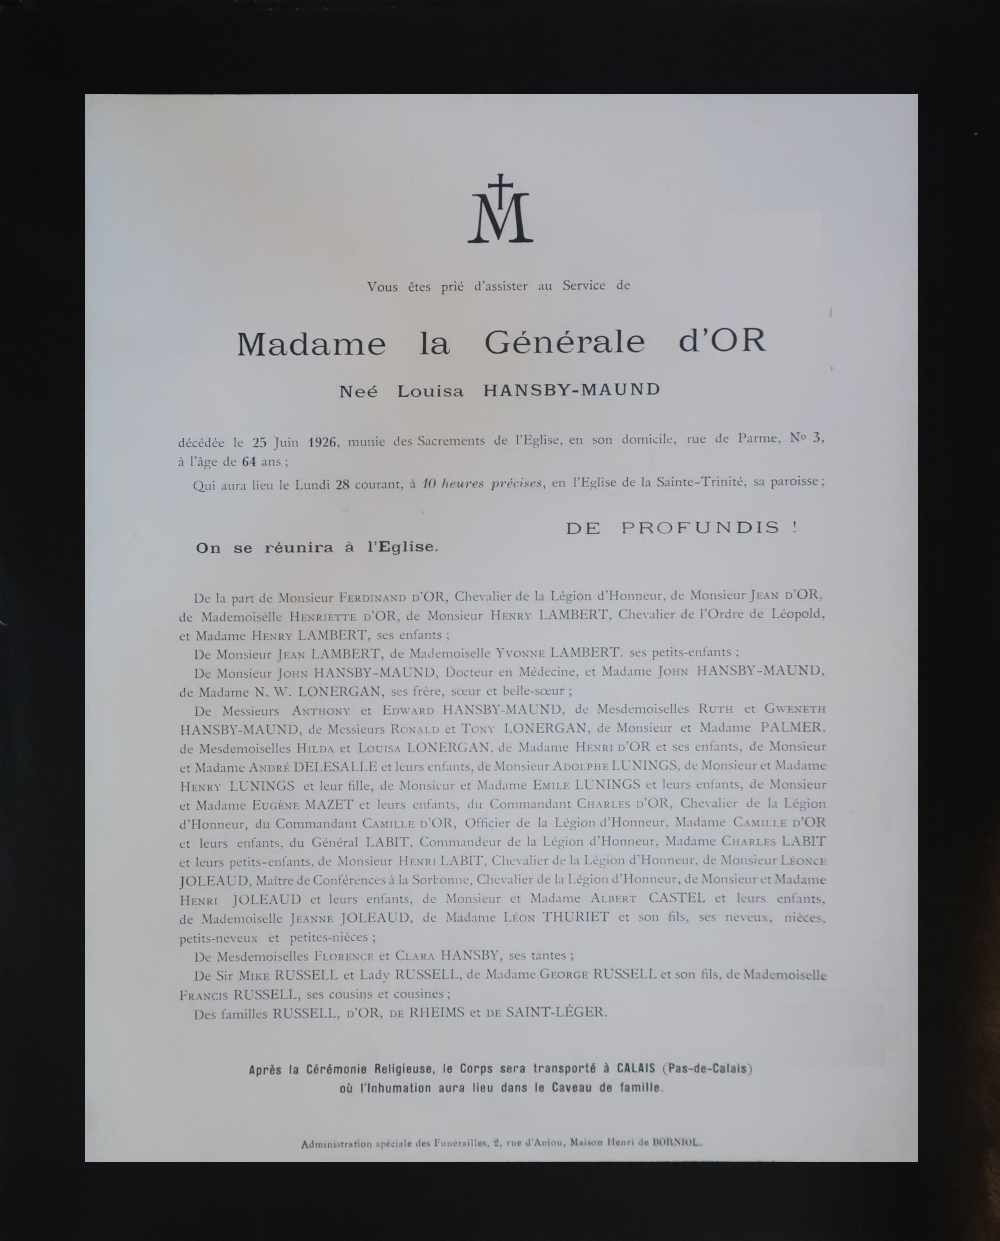 M
Vous êtes prié d'assister au Service de
Madame la Générale d'OR
Neé Louisa HANSBY-MAUND
décédée le 25 Juin 1926, munie des Sacrements de l'Eglise, en son domicile, rue de Parme, Nº 3,
à l'âge de 64 ans ;
Qui aura lieu le Lundi 28 courant, à 10 heures précises, en l'Eglise de la Sainte-Trinité, sa paroisse ;
DE PROFUNDIS !
On se réunira à l'Eglise.
De la part de Monsieur FERDINAND D'OR, Chevalier de la Légion d'Honneur, de Monsieur JEAN D'OR,
de Mademoiselle HENRIETTE D'OR, de Monsieur HENRY LAMBERT, Chevalier de l'Ordre de Léopold,
et Madame HENRY LAMBERT, ses enfants ;
De Monsieur JEAN LAMBERT, de Mademoiselle YVONNE LAMBERT. ses petits-enfants ;
De Monsieur JOHN HANSBY-MAUND, Docteur en Médecine, et Madame JOHN HANSBY-MAUND,
de Madame N. W. LONERGAN, ses frère, sœur et belle-sœur ;
De Messieurs ANTHONY et EDWARD HANSBY-MAUND, de Mesdemoiselles RUTH et GWENETH
HANSBY-MAUND, de Messieurs RONALD et TONY LONERGAN, de Monsieur et Madame PALMER,
de Mesdemoiselles HILDA et LOUISA LONERGAN, de Madame HENRI D'OR et ses enfants, de Monsieur
et Madame ANDRÉ DELESALLE et leurs enfants, de Monsieur ADOLPHE LUNINGS, de Monsieur et Madame
HENRY LUNINGS et leur fille, de Monsieur et Madame EMILE LUNINGS et leurs enfants, de Monsieur
et Madame EUGÈNE MAZET et leurs enfants, du Commandant CHARLES D'OR, Chevalier de la Légion
d'Honneur, du Commandant CAMILLE D'OR, Officier de la Légion d'Honneur, Madame CAMILLE D'OR
et leurs enfants, du Général LABIT, Commandeur de la Légion d'Honneur, Madame CHARLES LABIT
et leurs petits-enfants, de Monsieur HENRI LABIT, Chevalier de la Légion d'Honneur, de Monsieur LÉONCE
JOLEAUD, Maître de Conférences à la Sorbonne, Chevalier de la Légion d'Honneur, de Monsieur et Madame
HENRI JOLEAUD et leurs enfants, de Monsieur et Madame ALBERT CASTEL et leurs enfants,
de Mademoiselle JEANNE JOLEAUD, de Madame LÉON THURIET et son fils, ses neveux, nièces,
petits-neveux et petites-nièces ;
De Mesdemoiselles FLORENCE et CLARA HANSBY, ses tantes ;
De Sir MIKE RUSSELL et Lady RUSSELL, de Madame GEORGE RUSSELL et son fils, de Mademoiselle
FRANCIS RUSSELL, ses cousins et cousines ;
Des familles RUSSELL, D'OR, DE RHEIMS et DE SAINT-LÉGER.
Après la Cérémonie Religieuse, le Corps sera transporté à CALAIS (Pas-de-Calais)
où l'Inhumation aura lieu dans le Caveau de famille.
Administration spéciale des Funérailles, 2, rue d'Anjou, Maison Henri de BORNIOL.